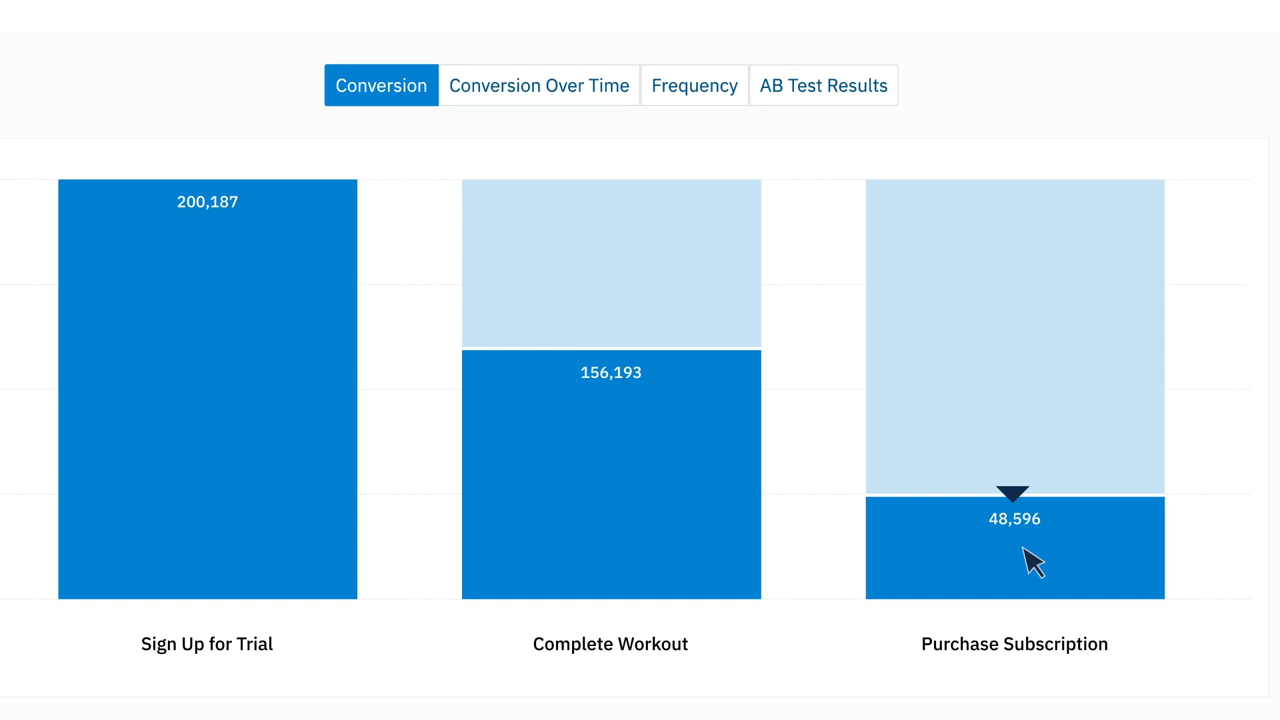 Conversion Conversion Over Time Frequency AB Test Results
200,187
156,193
48,596
Sign Up for Trial Complete Workout Purchase Subscription